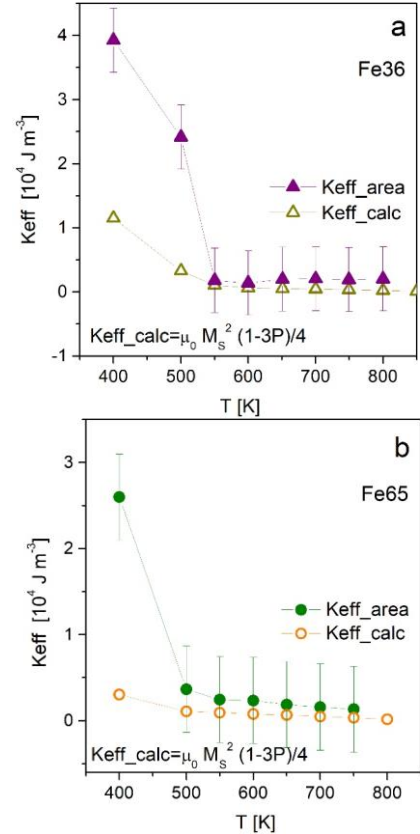 a
Fe36
4
3
2
1
0
-1
Keff [10⁴ J m⁻³]
Keff_area
Keff_calc
Keff_calc=μ₀ M_S² (1-3P)/4
400 500 600 700 800
T [K]
b
Fe65
3
2
1
0
Keff [10⁴ J m⁻³]
Keff_area
Keff_calc
Keff_calc=μ₀ M_S² (1-3P)/4
400 500 600 700 800
T [K]